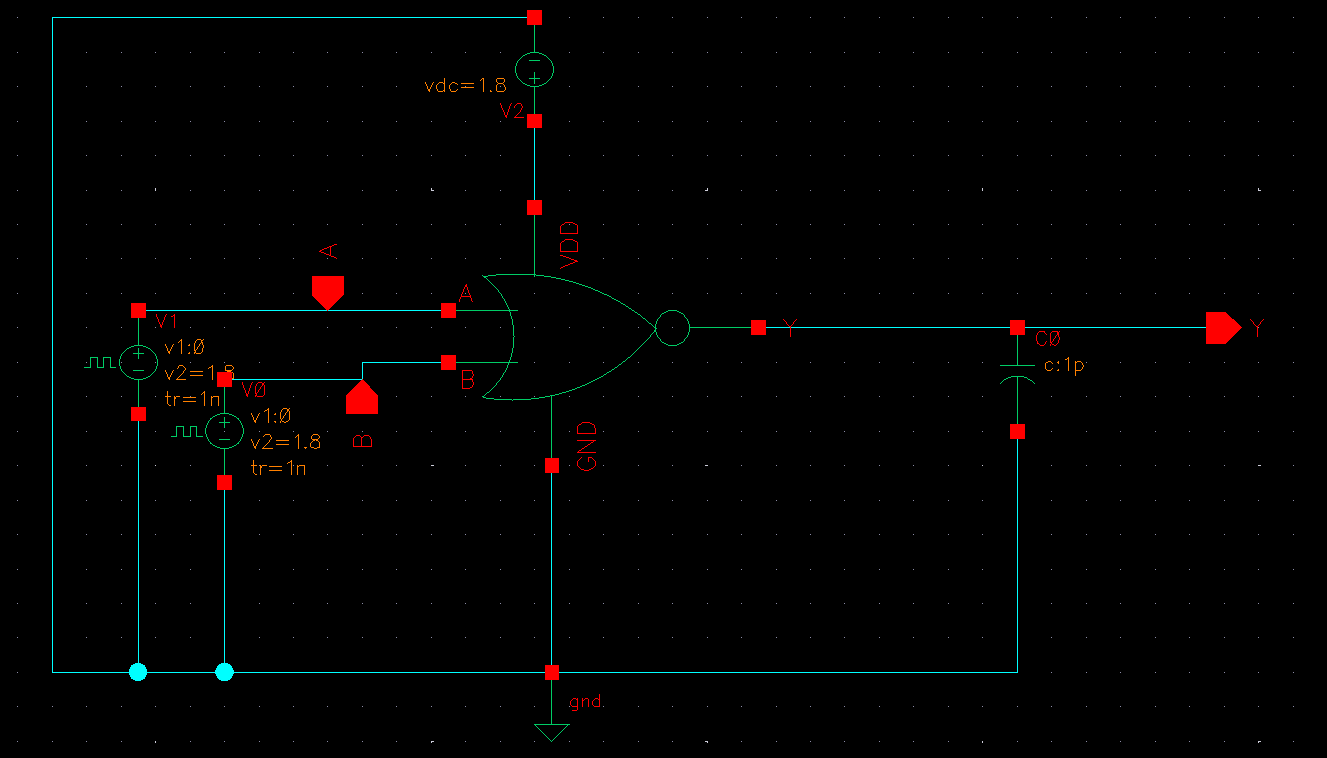 vdc=1.8
V2
VDD
A
A
V1
v1:0
v2=1.8
tr=1n
B
V0
v1:0
v2=1.8
tr=1n
B
GND
Y
C0
c:1p
Y
gnd